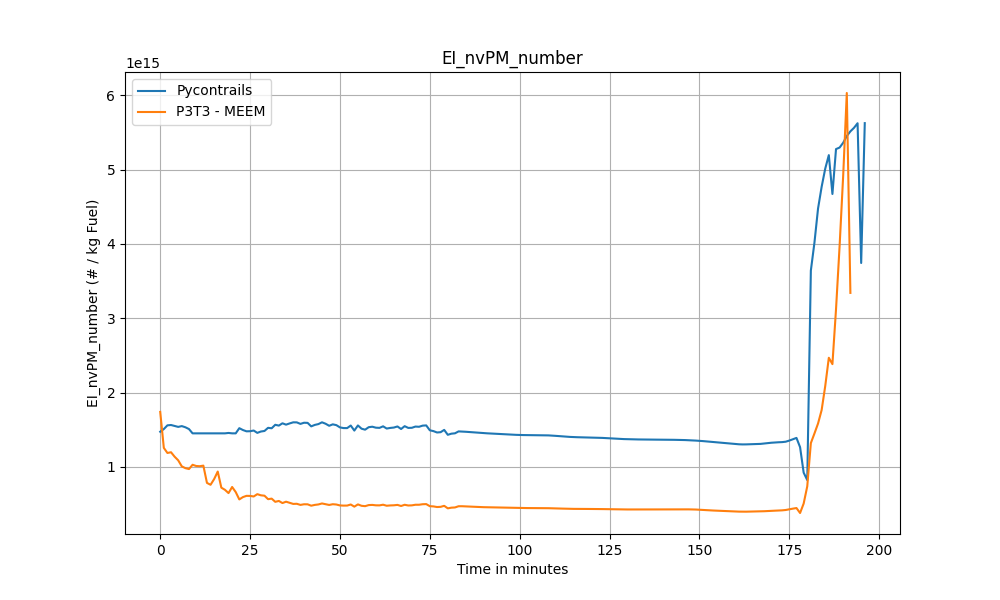 EI_nvPM_number
1e15
Pycontrails
P3T3 - MEEM
6
5
4
3
2
1
EI_nvPM_number (# / kg Fuel)
0 25 50 75 100 125 150 175 200
Time in minutes